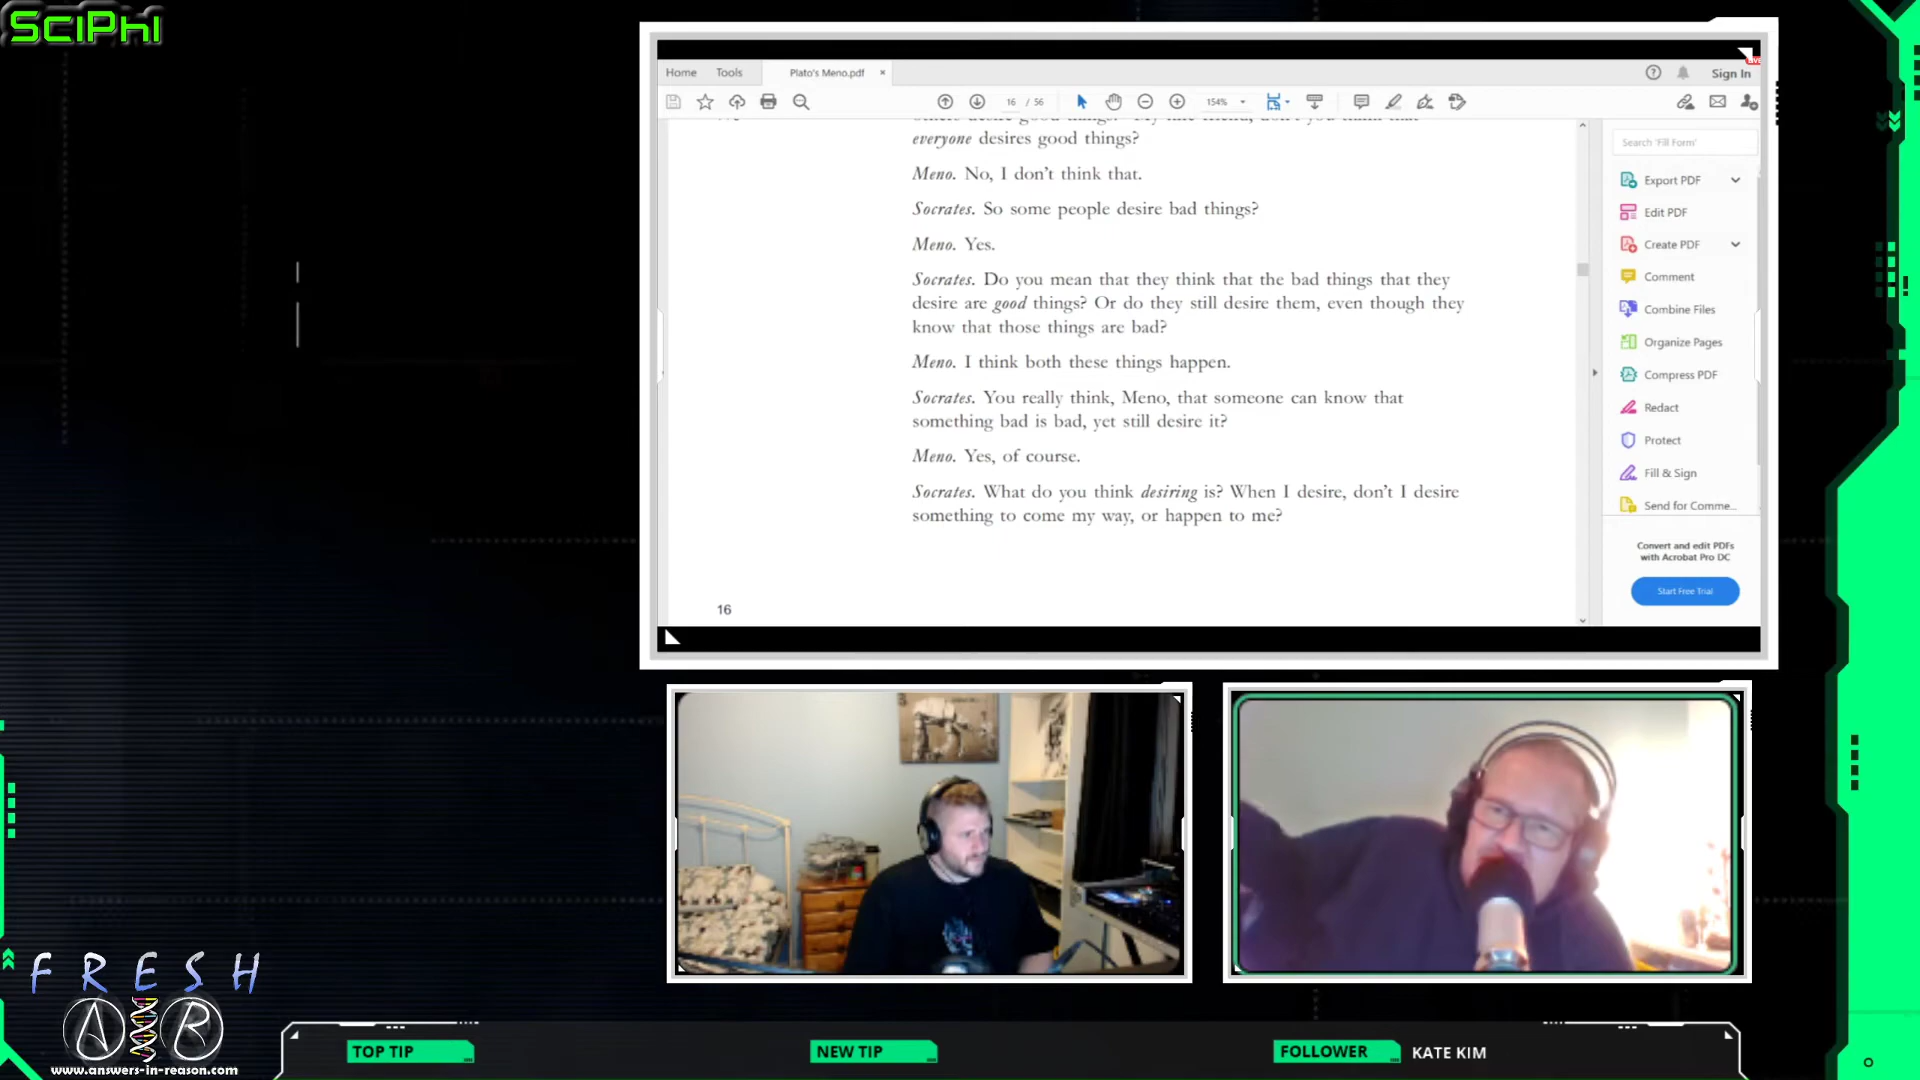 SCIPHI
Home Tools Plato's Meno.pdf × Sign In
16 / 56 154%
everyone desires good things?
Meno. No, I don't think that.
Socrates. So some people desire bad things?
Meno. Yes.
Socrates. Do you mean that they think that the bad things that they
desire are good things? Or do they still desire them, even though they
know that those things are bad?
Meno. I think both these things happen.
Socrates. You really think, Meno, that someone can know that
something bad is bad, yet still desire it?
Meno. Yes, of course.
Socrates. What do you think desiring is? When I desire, don't I desire
something to come my way, or happen to me?
16
Search 'Fill Form'
Export PDF
Edit PDF
Create PDF
Comment
Combine Files
Organize Pages
Compress PDF
Redact
Protect
Fill & Sign
Send for Comme...
Convert and edit PDFs
with Acrobat Pro DC
Start Free Trial
FRESH
A R
www.answers-in-reason.com
TOP TIP
NEW TIP
FOLLOWER KATE KIM